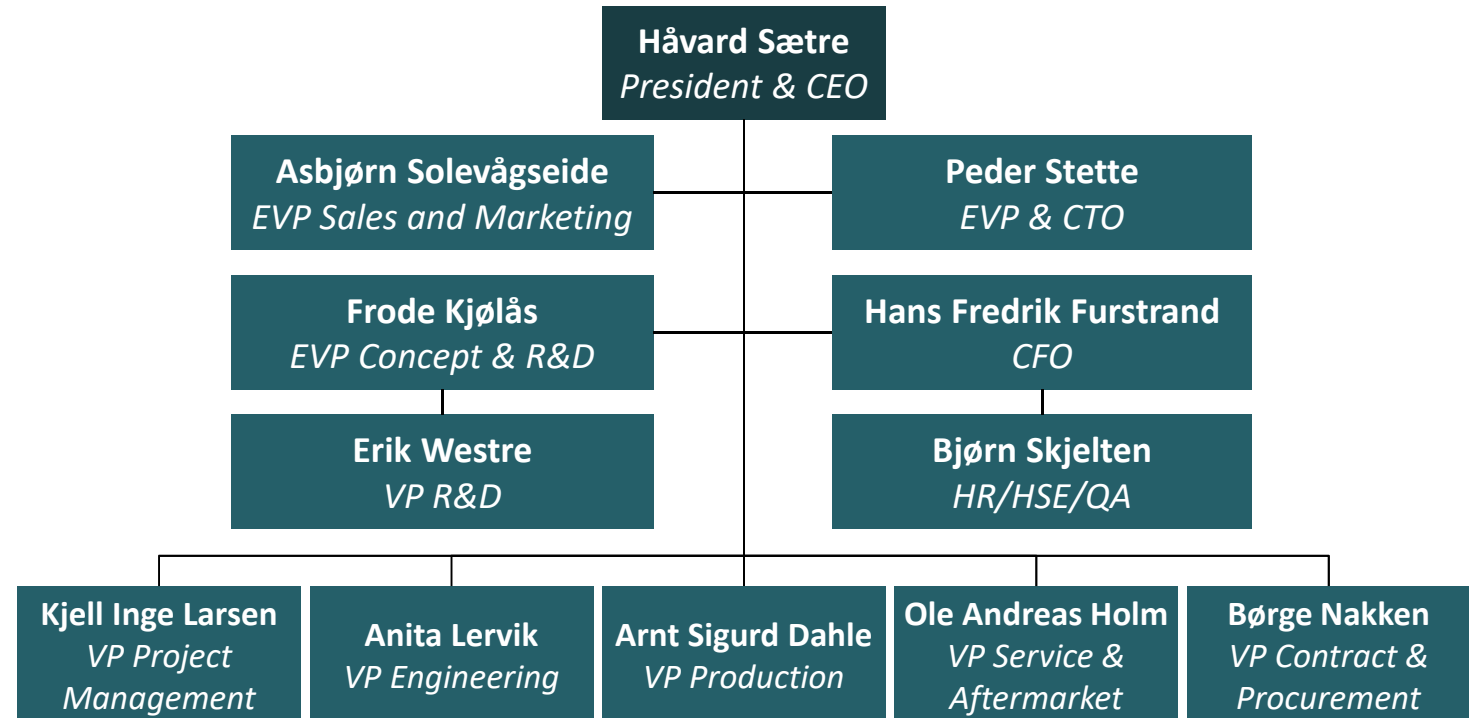 Håvard Sætre
President & CEO
Asbjørn Solevågseide
EVP Sales and Marketing
Peder Stette
EVP & CTO
Frode Kjølås
EVP Concept & R&D
Hans Fredrik Furstrand
CFO
Erik Westre
VP R&D
Bjørn Skjelten
HR/HSE/QA
Kjell Inge Larsen
VP Project
Management
Anita Lervik
VP Engineering
Arnt Sigurd Dahle
VP Production
Ole Andreas Holm
VP Service &
Aftermarket
Børge Nakken
VP Contract &
Procurement